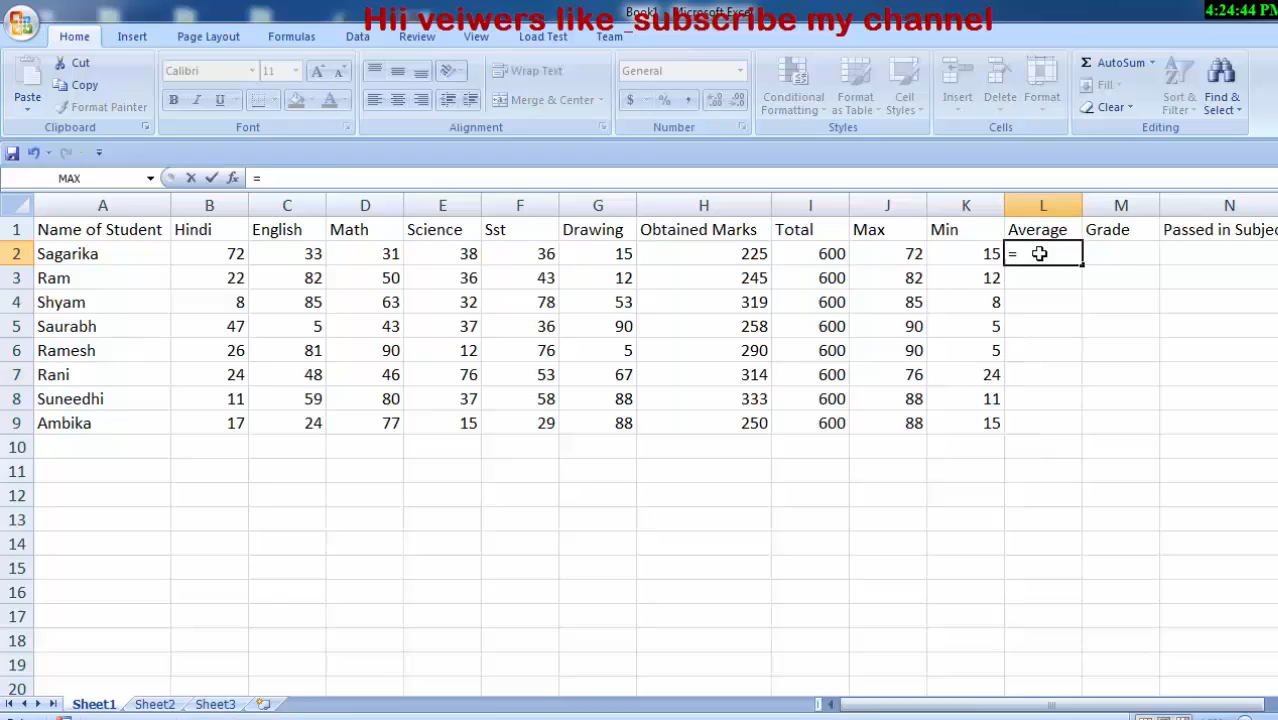 Book1 Microsoft Excel
Hii veiwers like subscribe my channel
4:24:44 PM
Home Insert Page Layout Formulas Data Review View Load Test Team
Cut
Copy
Format Painter
Paste
Clipboard
Calibri 11
B I U
Font
Wrap Text
Merge & Center
Alignment
General
$ % ,
Number
Conditional Formatting
Format as Table
Cell Styles
Styles
Insert Delete Format
Cells
AutoSum
Fill
Clear
Sort & Filter
Find & Select
Editing
MAX fx =
A B C D E F G H I J K L M N
1 Name of Student Hindi English Math Science Sst Drawing Obtained Marks Total Max Min Average Grade Passed in Subjec
2 Sagarika 72 33 31 38 36 15 225 600 72 15 =
3 Ram 22 82 50 36 43 12 245 600 82 12
4 Shyam 8 85 63 32 78 53 319 600 85 8
5 Saurabh 47 5 43 37 36 90 258 600 90 5
6 Ramesh 26 81 90 12 76 5 290 600 90 5
7 Rani 24 48 46 76 53 67 314 600 76 24
8 Suneedhi 11 59 80 37 58 88 333 600 88 11
9 Ambika 17 24 77 15 29 88 250 600 88 15
10
11
12
13
14
15
16
17
18
19
20
Sheet1 Sheet2 Sheet3